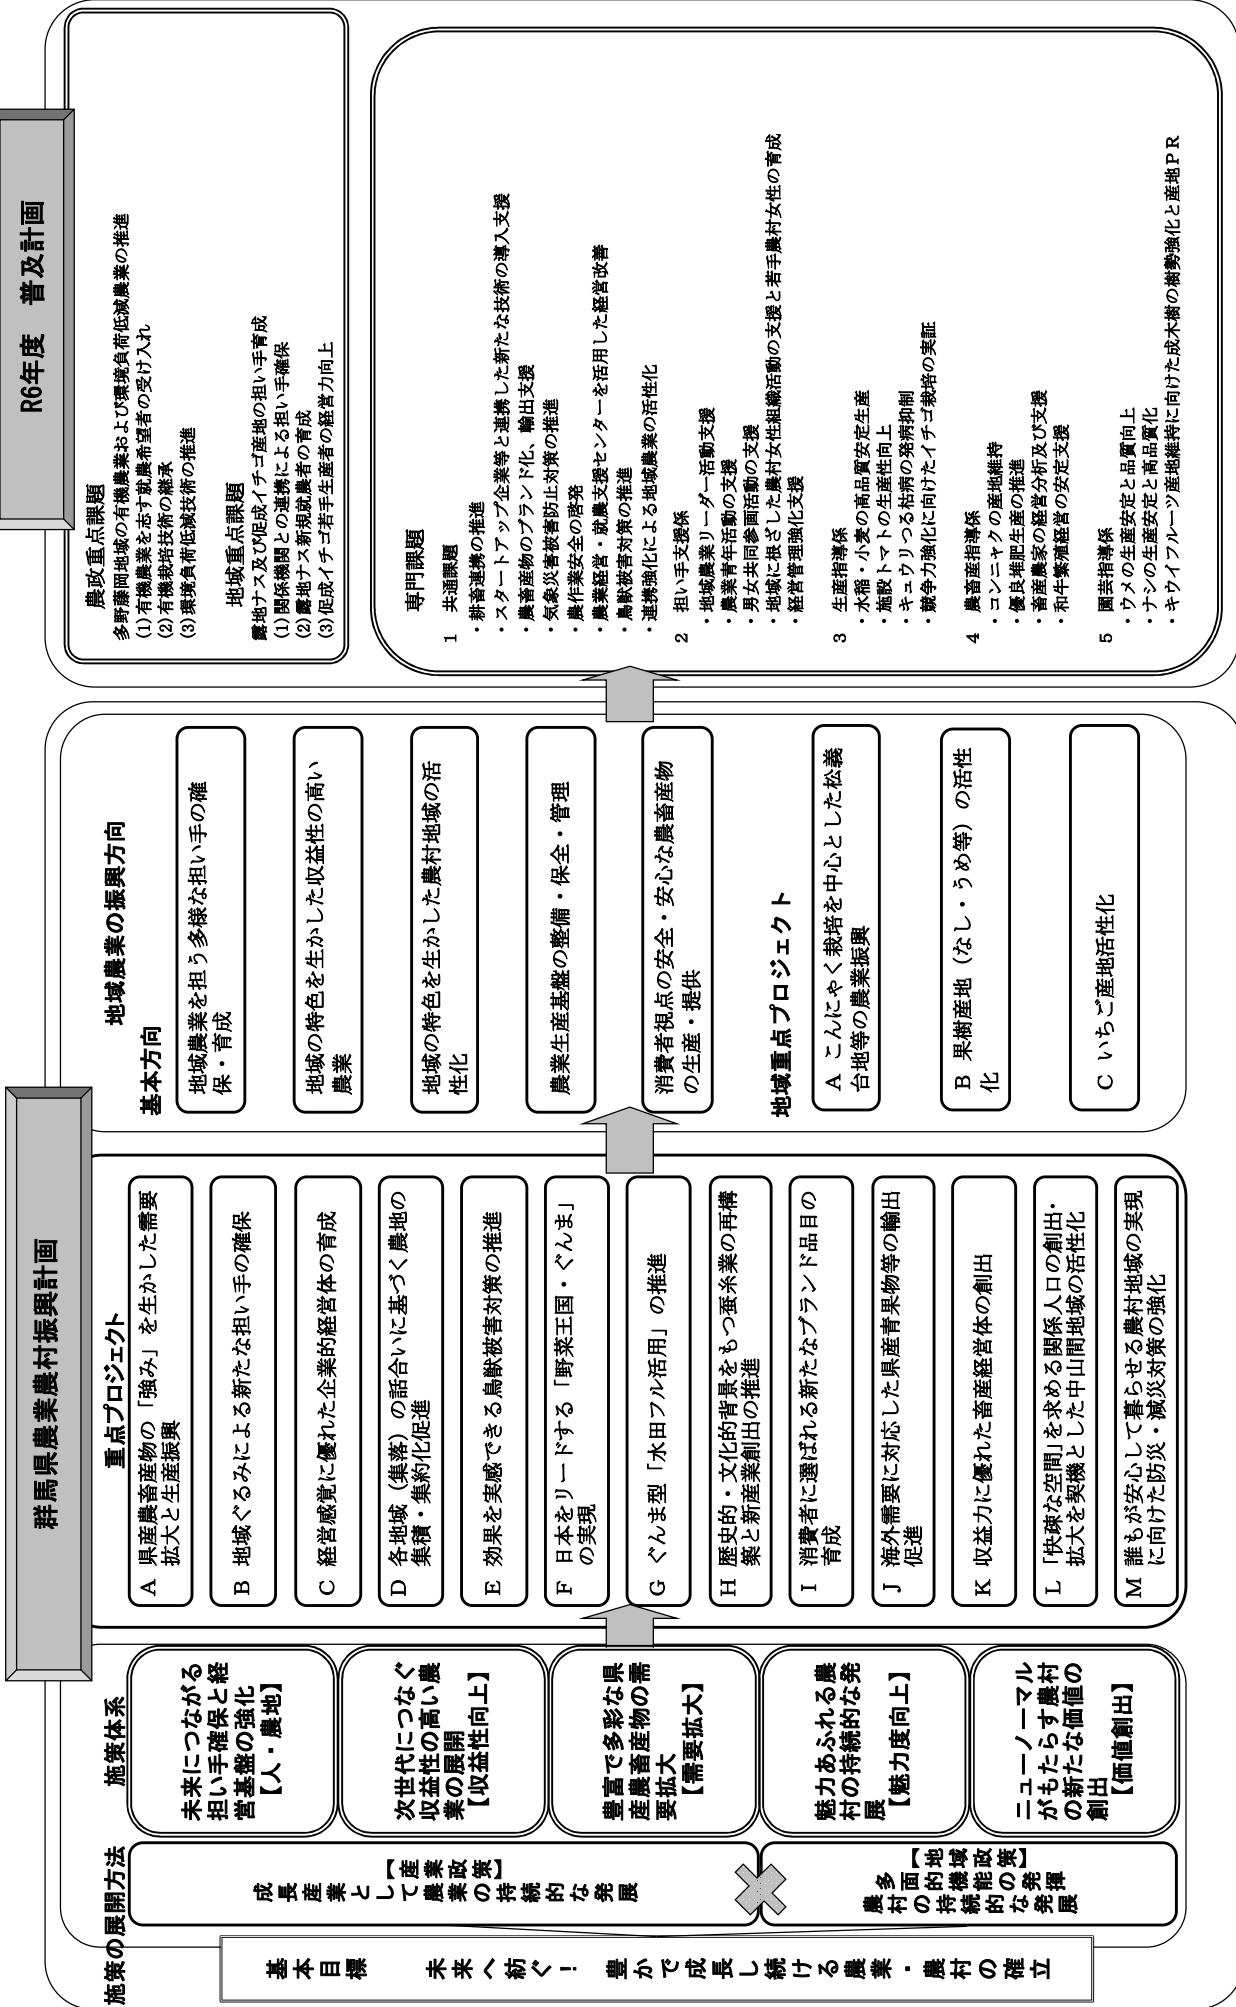 群馬県農業農村振興計画
施策の展開方法
基本目標　未来へ紡ぐ！　豊かで成長し続ける農業・農村の確立
【産業政策】
成長産業として農業の持続的な発展
【地域政策】
多面的機能の発揮
農村の持続的な発展
施策体系
未来につながる
担い手確保と経
営基盤の強化
【人・農地】
次世代につなぐ
収益性の高い農
業の展開
【収益性向上】
豊富で多彩な県
産農畜産物の需
要拡大
【需要拡大】
魅力あふれる農
村の持続的な発
展【魅力度向上】
ニューノーマル
がもたらす農村
の新たな価値の
創出
【価値創出】
重点プロジェクト
A 県産農畜産物の「強み」を生かした需要
拡大と生産振興
B 地域ぐるみによる新たな担い手の確保
C 経営感覚に優れた企業的経営体の育成
D 各地域（集落）の話合いに基づく農地の
集積・集約化促進
E 効果を実感できる鳥獣被害対策の推進
F 日本をリードする「野菜王国・ぐんま」
の実現
G ぐんま型「水田フル活用」の推進
H 歴史的・文化的背景をもつ蚕糸業の再構
築と新産業創出の推進
I 消費者に選ばれる新たなブランド品目の
育成
J 海外需要に対応した県産青果物等の輸出
促進
K 収益力に優れた畜産経営体の創出
L 「快疎な空間」を求める関係人口の創出・
拡大を契機とした中山間地域の活性化
M 誰もが安心して暮らせる農村地域の実現
に向けた防災・減災対策の強化
地域農業の振興方向
基本方向
地域農業を担う多様な担い手の確
保・育成
地域の特色を生かした収益性の高い
農業
地域の特色を生かした農村地域の活
性化
農業生産基盤の整備・保全・管理
消費者視点の安全・安心な農畜産物
の生産・提供
地域重点プロジェクト
A こんにゃく栽培を中心とした松義
台地等の農業振興
B 果樹産地（なし・うめ等）の活性
化
C いちご産地活性化
R6年度　普及計画
農政重点課題
多野藤岡地域の有機農業および環境負荷低減農業の推進
(1)有機農業を志す就農希望者の受け入れ
(2)有機栽培技術の継承
(3)環境負荷低減技術の推進
地域重点課題
露地ナス及び促成イチゴ産地の担い手育成
(1)関係機関との連携による担い手確保
(2)露地ナス新規就農者の育成
(3)促成イチゴ若手生産者の経営力向上
専門課題
1　共通課題
・耕畜連携の推進
・スタートアップ企業等と連携した新たな技術の導入支援
・農畜産物のブランド化、輸出支援
・気象災害被害防止対策の推進
・農作業安全の啓発
・農業経営・就農支援センターを活用した経営改善
・鳥獣被害対策の推進
・連携強化による地域農業の活性化
2　担い手支援係
・地域農業リーダー活動支援
・農業青年活動の支援
・男女共同参画活動の支援
・地域に根ざした農村女性組織活動の支援と若手農村女性の育成
・経営管理強化支援
3　生産指導係
・水稲・小麦の高品質安定生産
・施設トマトの生産性向上
・キュウリつる枯病の発病抑制
・競争力強化に向けたイチゴ栽培の実証
4　農畜産指導係
・コンニャクの産地維持
・優良堆肥生産の推進
・畜産農家の経営分析及び支援
・和牛繁殖経営の安定支援
5　園芸指導係
・ウメの生産安定と品質向上
・ナシの生産安定と高品質化
・キウイフルーツ産地維持に向けた成木樹の樹勢強化と産地PR